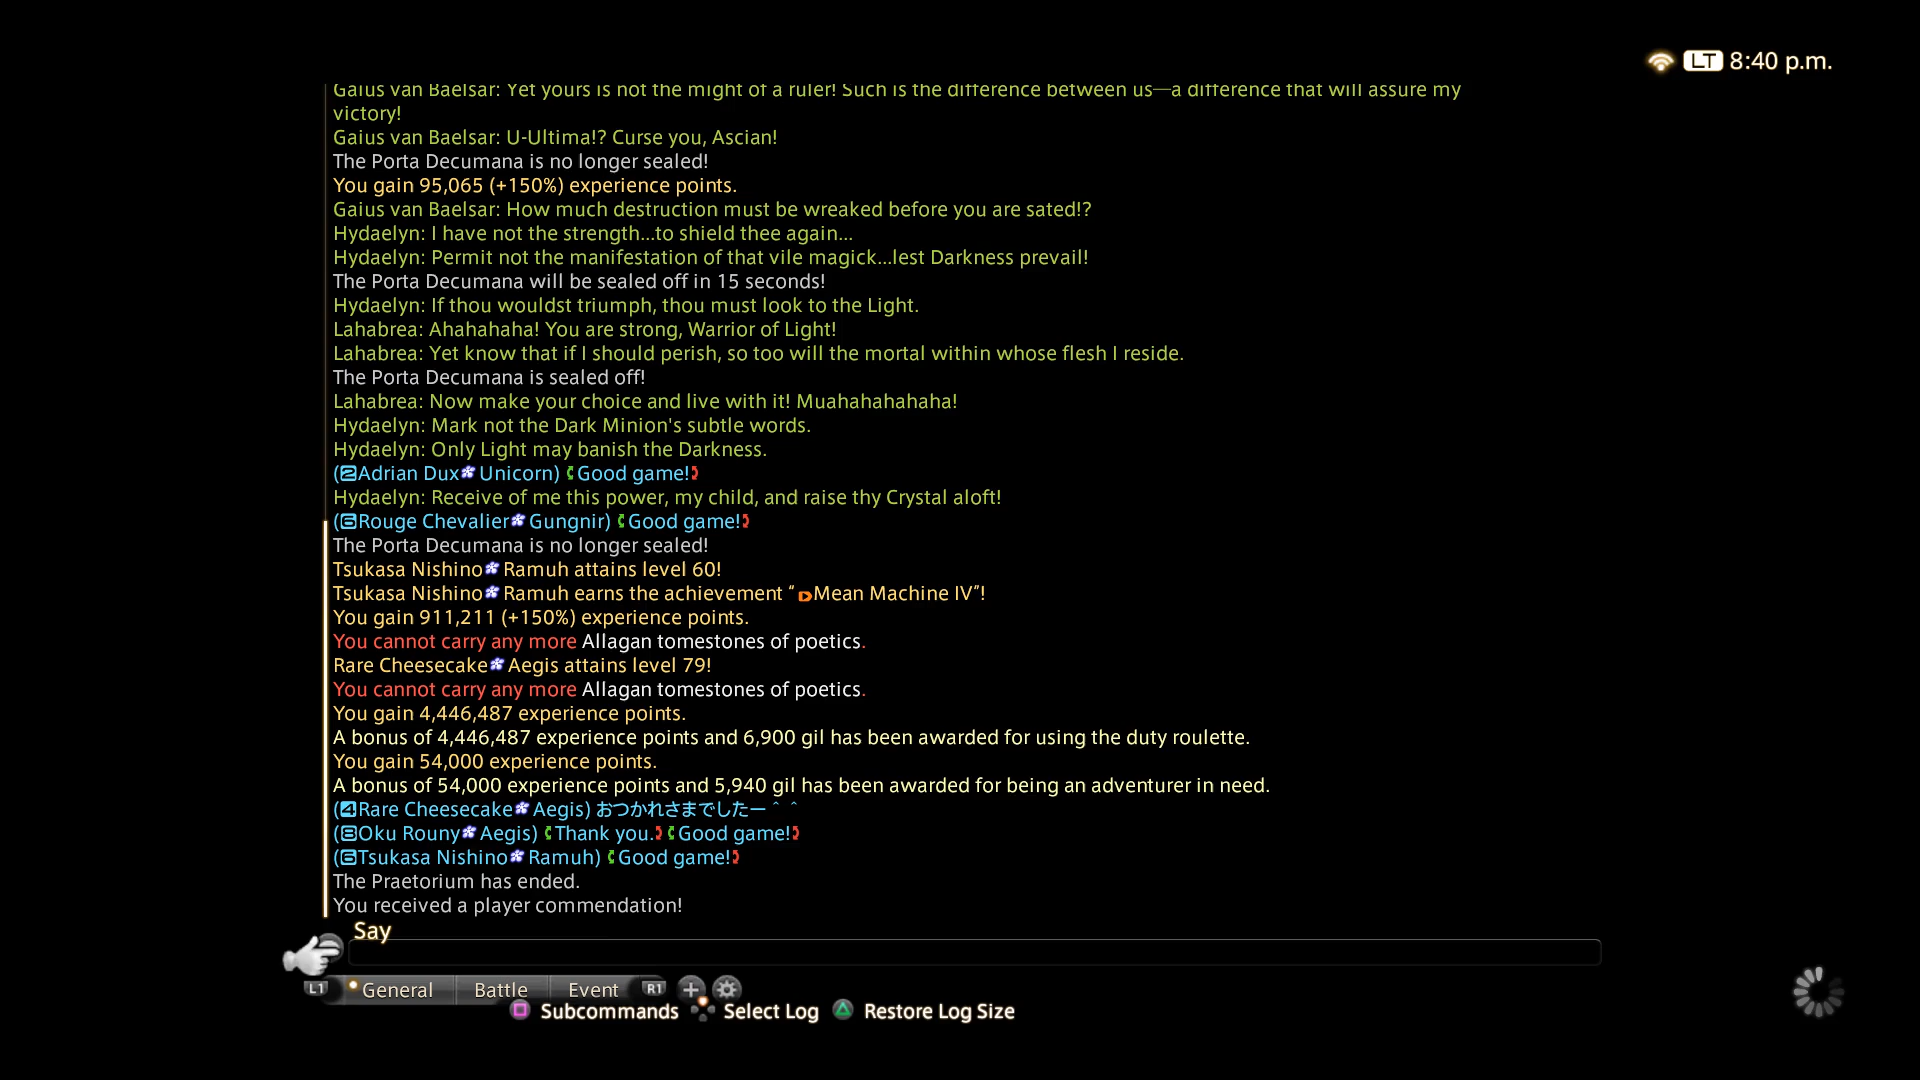 LT 8:40 p.m.
Gaius van Baelsar: Yet yours is not the might of a ruler! Such is the difference between us—a difference that will assure my
victory!
Gaius van Baelsar: U-Ultima!? Curse you, Ascian!
The Porta Decumana is no longer sealed!
You gain 95,065 (+150%) experience points.
Gaius van Baelsar: How much destruction must be wreaked before you are sated!?
Hydaelyn: I have not the strength...to shield thee again...
Hydaelyn: Permit not the manifestation of that vile magick...lest Darkness prevail!
The Porta Decumana will be sealed off in 15 seconds!
Hydaelyn: If thou wouldst triumph, thou must look to the Light.
Lahabrea: Ahahahaha! You are strong, Warrior of Light!
Lahabrea: Yet know that if I should perish, so too will the mortal within whose flesh I reside.
The Porta Decumana is sealed off!
Lahabrea: Now make your choice and live with it! Muahahahahaha!
Hydaelyn: Mark not the Dark Minion's subtle words.
Hydaelyn: Only Light may banish the Darkness.
(2Adrian Dux Unicorn) Good game!
Hydaelyn: Receive of me this power, my child, and raise thy Crystal aloft!
(6Rouge Chevalier Gungnir) Good game!
The Porta Decumana is no longer sealed!
Tsukasa Nishino Ramuh attains level 60!
Tsukasa Nishino Ramuh earns the achievement “Mean Machine IV”!
You gain 911,211 (+150%) experience points.
You cannot carry any more Allagan tomestones of poetics.
Rare Cheesecake Aegis attains level 79!
You cannot carry any more Allagan tomestones of poetics.
You gain 4,446,487 experience points.
A bonus of 4,446,487 experience points and 6,900 gil has been awarded for using the duty roulette.
You gain 54,000 experience points.
A bonus of 54,000 experience points and 5,940 gil has been awarded for being an adventurer in need.
(4Rare Cheesecake Aegis) おつかれさまでしたー＾＾
(8Oku Rouny Aegis) Thank you. Good game!
(6Tsukasa Nishino Ramuh) Good game!
The Praetorium has ended.
You received a player commendation!
Say
L1 General Battle Event R1
Subcommands Select Log Restore Log Size